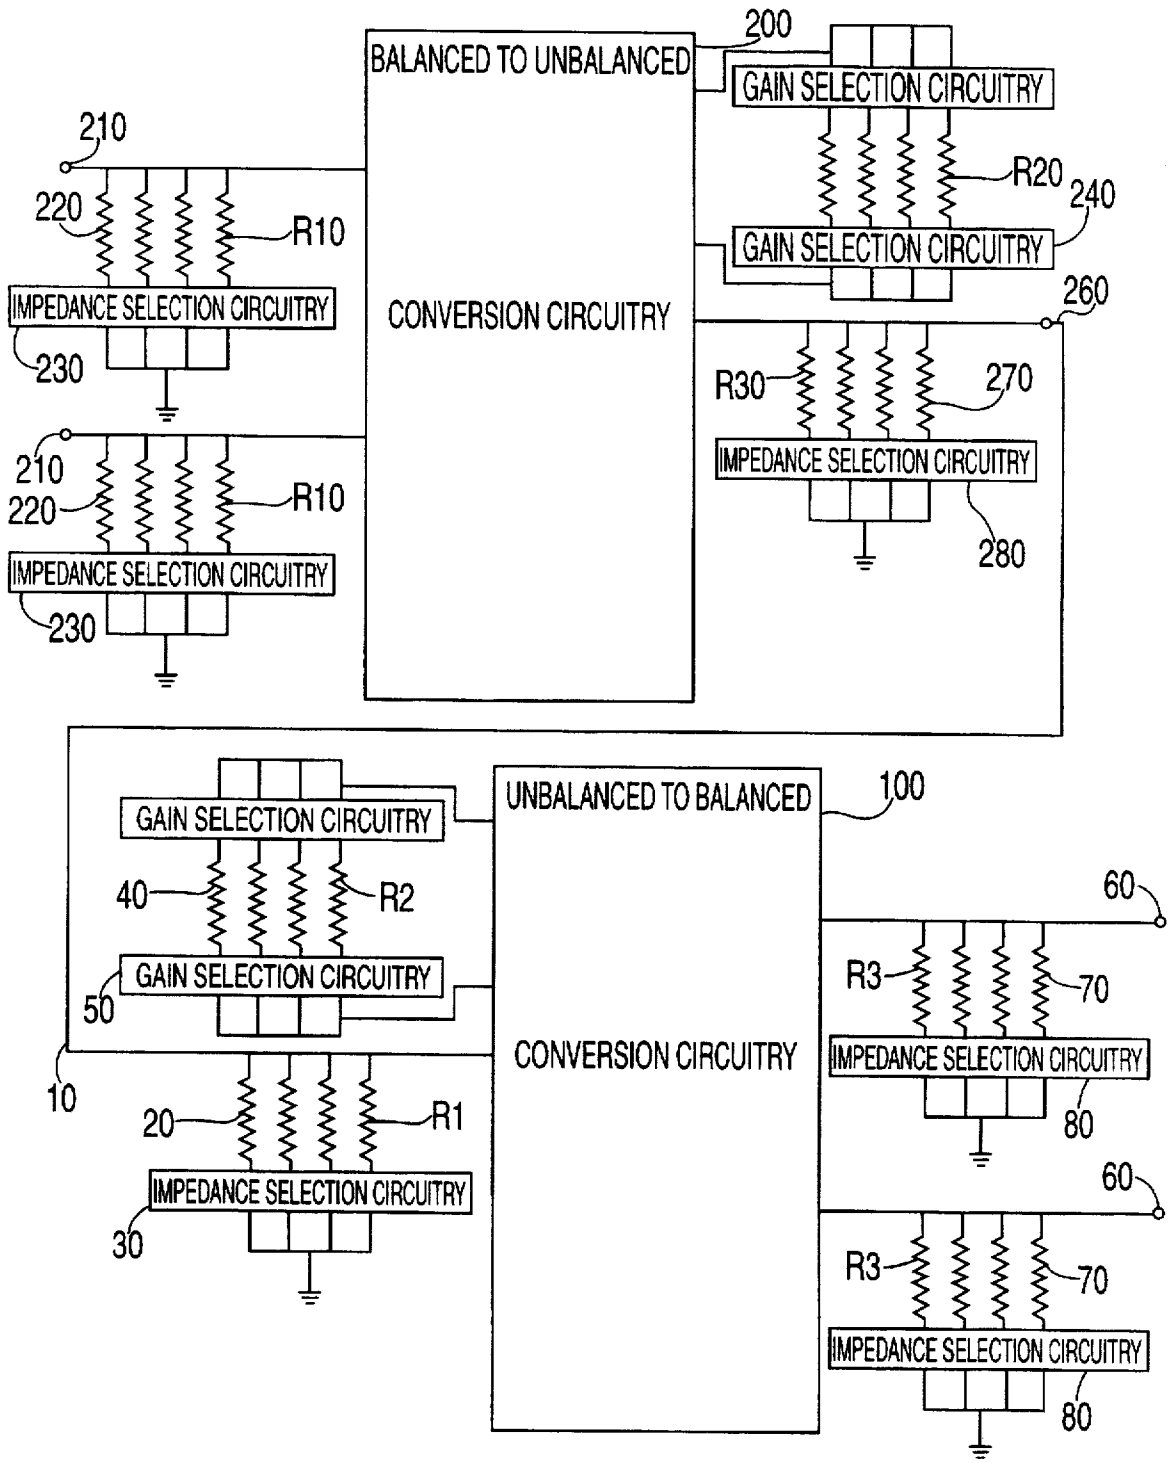 200
BALANCED TO UNBALANCED
CONVERSION CIRCUITRY
GAIN SELECTION CIRCUITRY
R20
240
GAIN SELECTION CIRCUITRY
210
220
R10
IMPEDANCE SELECTION CIRCUITRY
230
260
R30
270
IMPEDANCE SELECTION CIRCUITRY
280
210
220
R10
IMPEDANCE SELECTION CIRCUITRY
230
UNBALANCED TO BALANCED
100
CONVERSION CIRCUITRY
GAIN SELECTION CIRCUITRY
40
R2
GAIN SELECTION CIRCUITRY
50
10
20
R1
IMPEDANCE SELECTION CIRCUITRY
30
60
R3
70
IMPEDANCE SELECTION CIRCUITRY
80
60
R3
70
IMPEDANCE SELECTION CIRCUITRY
80